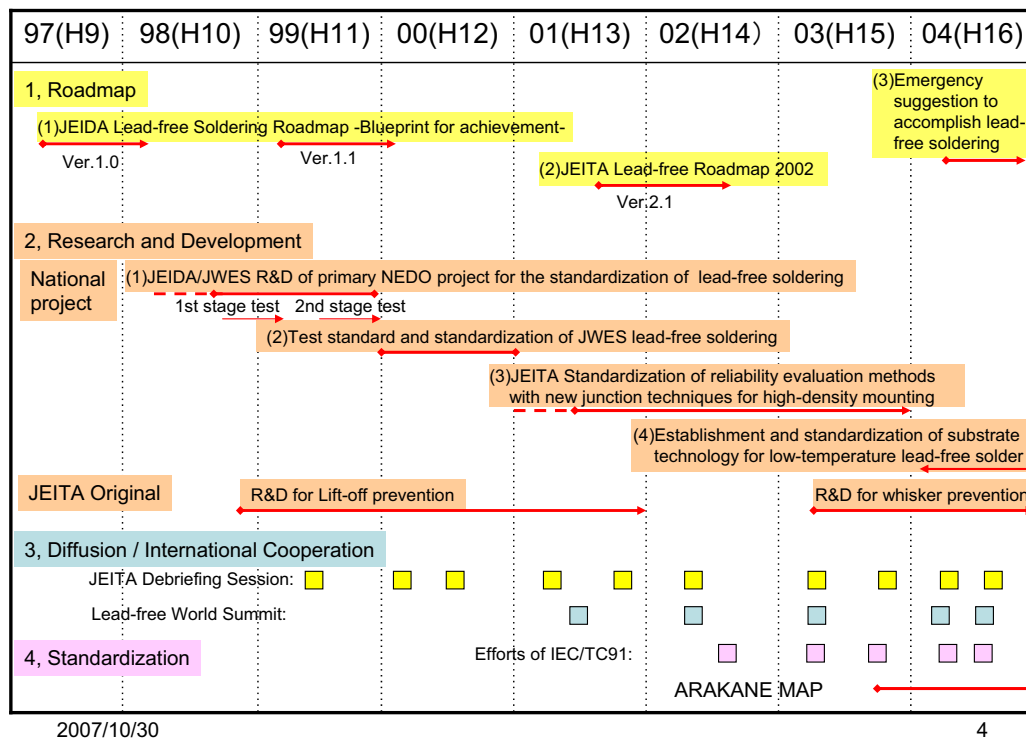 97(H9) 98(H10) 99(H11) 00(H12) 01(H13) 02(H14） 03(H15) 04(H16)
1, Roadmap
(3)Emergency
suggestion to
accomplish lead-
free soldering
(1)JEIDA Lead-free Soldering Roadmap -Blueprint for achievement-
Ver.1.0
Ver.1.1
(2)JEITA Lead-free Roadmap 2002
Ver.2.1
2, Research and Development
National
project
(1)JEIDA/JWES R&D of primary NEDO project for the standardization of lead-free soldering
1st stage test 2nd stage test
(2)Test standard and standardization of JWES lead-free soldering
(3)JEITA Standardization of reliability evaluation methods
with new junction techniques for high-density mounting
(4)Establishment and standardization of substrate
technology for low-temperature lead-free solder
JEITA Original
R&D for Lift-off prevention
R&D for whisker prevention
3, Diffusion / International Cooperation
JEITA Debriefing Session:
Lead-free World Summit:
4, Standardization
Efforts of IEC/TC91:
ARAKANE MAP
2007/10/30
4